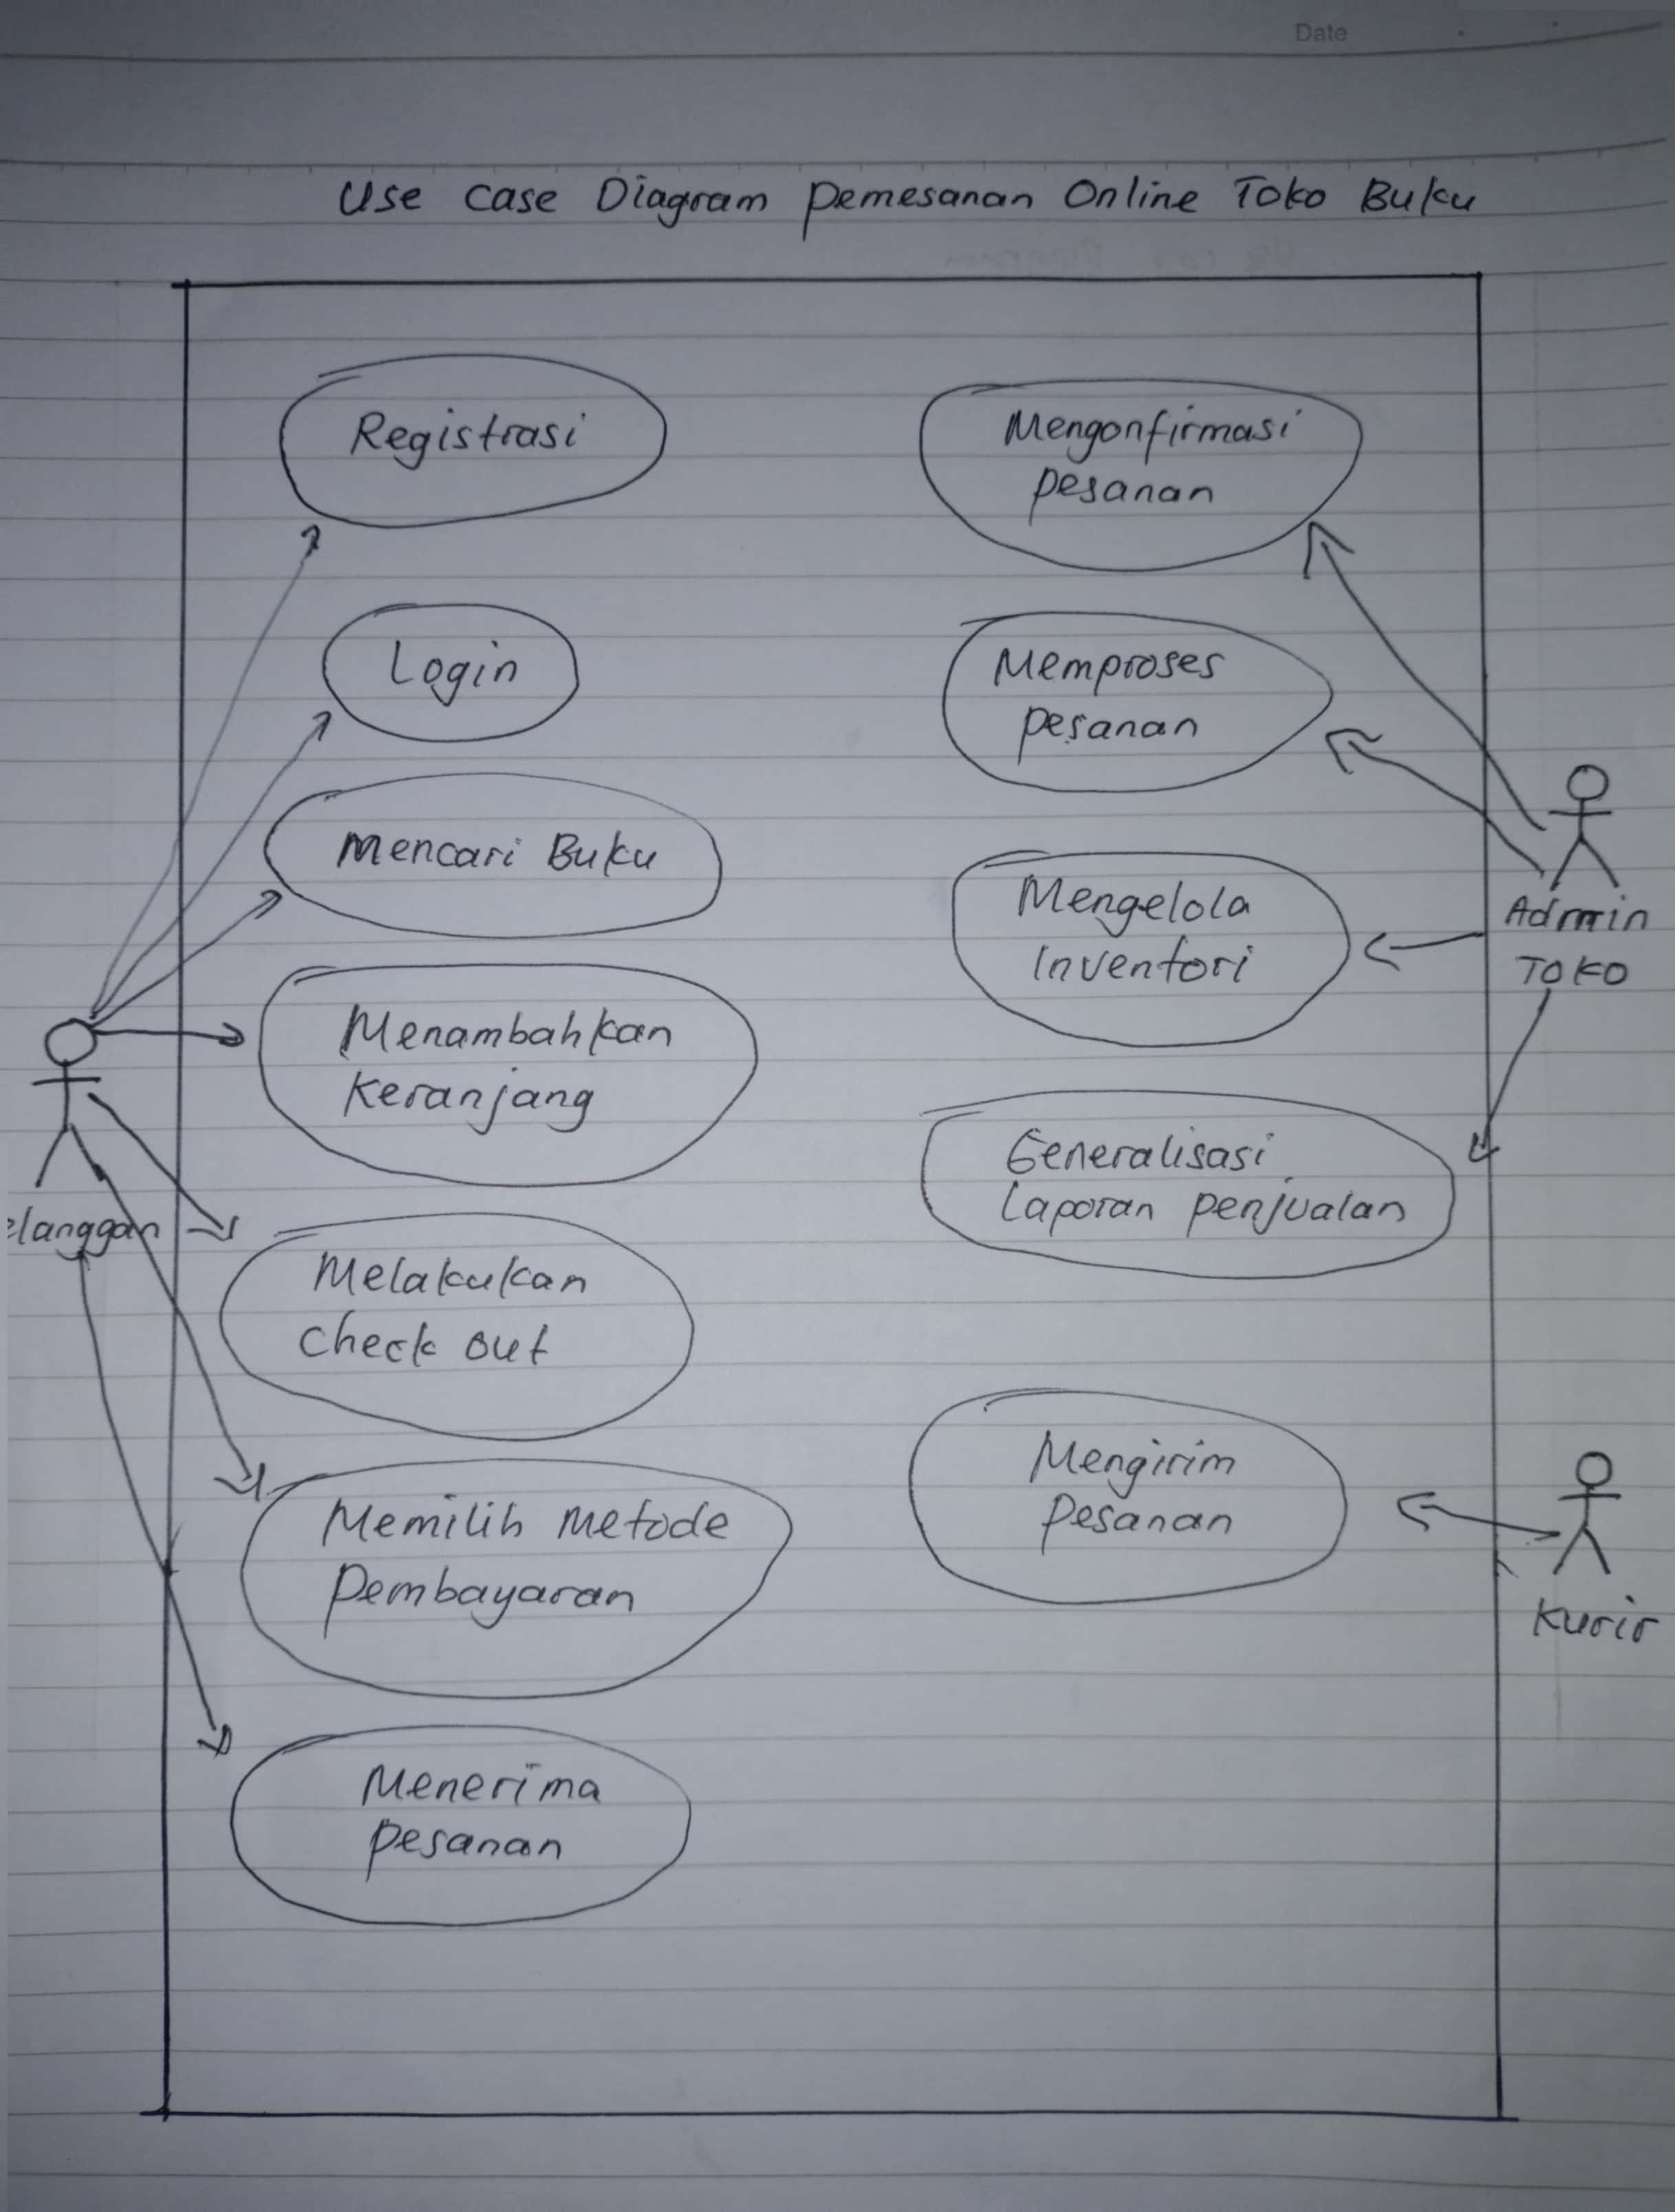 Date
Use Case Diagram Pemesanan Online Toko Buku
Registrasi
Login
Mencari Buku
Menambahkan
Keranjang
elanggan
Melakukan
Check out
Memilih Metode
Pembayaran
Menerima
Pesanan
Mengonfirmasi
Pesanan
Memproses
Pesanan
Mengelola
Inventori
Generalisasi
Laporan Penjualan
Mengirim
Pesanan
Admin
Toko
Kurir